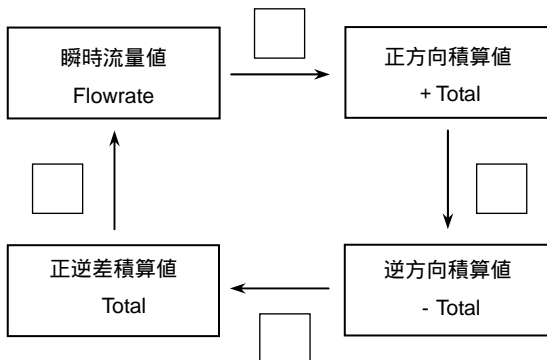 瞬時流量値
Flowrate
正方向積算値
+ Total
正逆差積算値
Total
逆方向積算値
- Total